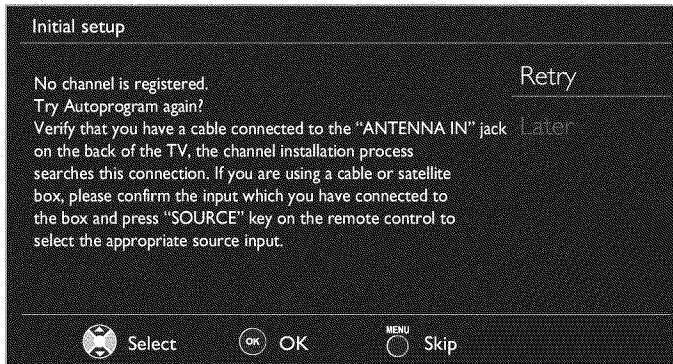 Initial setup
Retry
No channel is registered.
Try Autoprogram again?
Verify that you have a cable connected to the “ANTENNA IN” jack
Later
on the back of the TV, the channel installation process
searches this connection. If you are using a cable or satellite
box, please confirm the input which you have connected to
the box and press “SOURCE” key on the remote control to
select the appropriate source input.
Select
OK OK
MENU
Skip